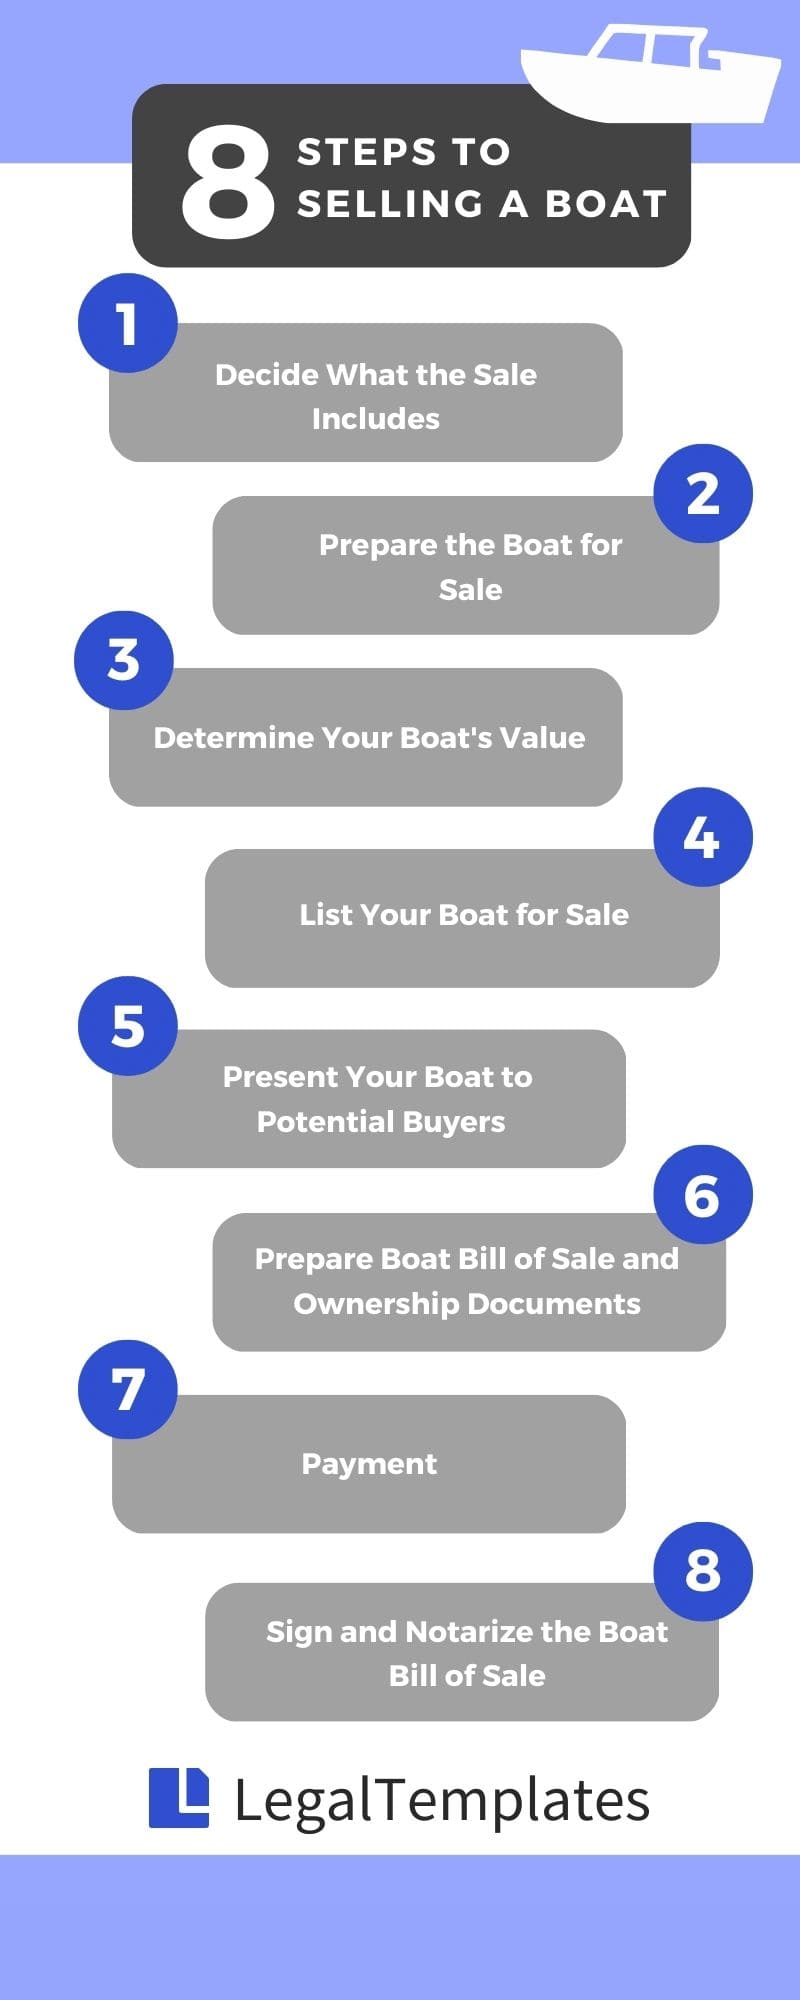 8
STEPS TO
SELLING A BOAT
1
Decide What the Sale
Includes
2
Prepare the Boat for
Sale
3
Determine Your Boat's Value
4
List Your Boat for Sale
5
Present Your Boat to
Potential Buyers
6
Prepare Boat Bill of Sale and
Ownership Documents
7
Payment
8
Sign and Notarize the Boat
Bill of Sale
LegalTemplates